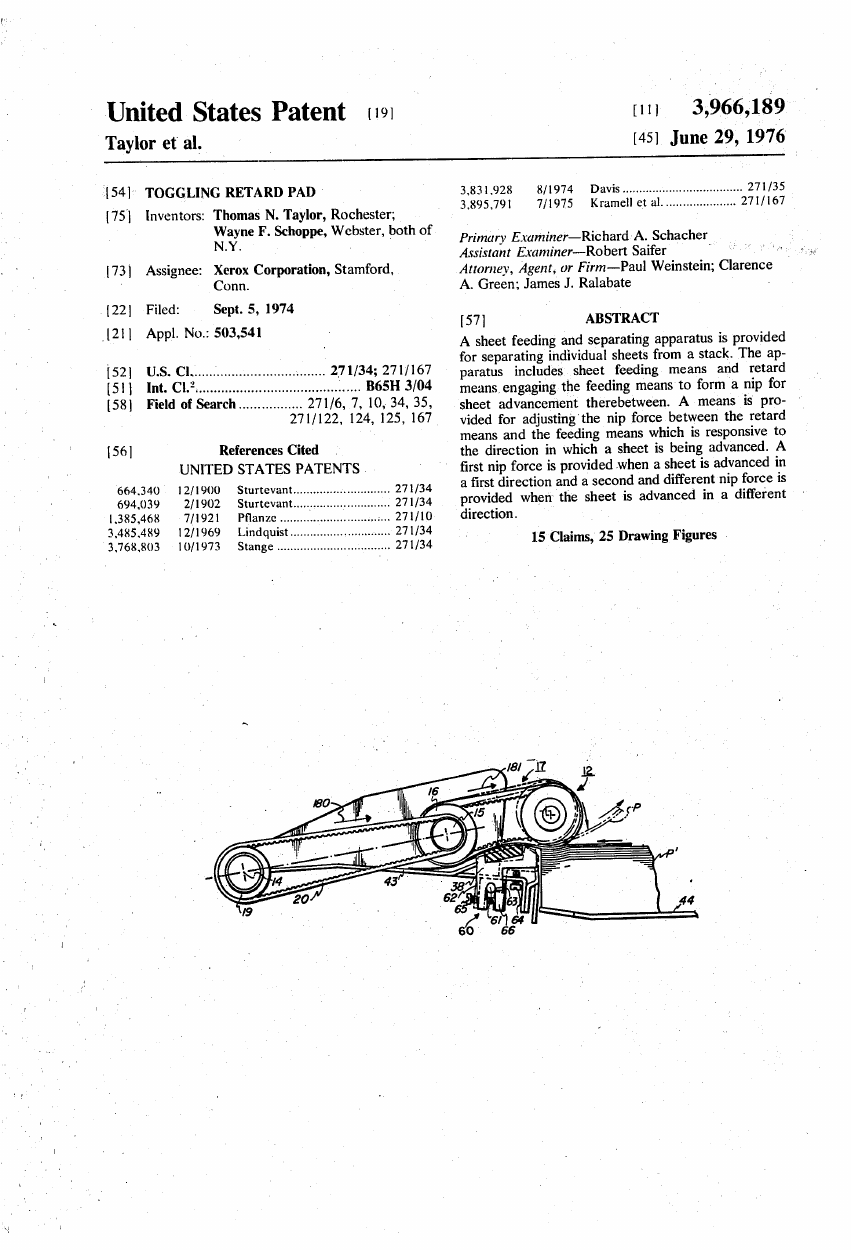 United States Patent [19]
[11] 3,966,189
Taylor et al.
[45] June 29, 1976
[54] TOGGLING RETARD PAD
[75] Inventors: Thomas N. Taylor, Rochester;
Wayne F. Schoppe, Webster, both of
N.Y.
[73] Assignee: Xerox Corporation, Stamford,
Conn.
[22] Filed: Sept. 5, 1974
[21] Appl. No.: 503,541
[52] U.S. Cl. 271/34; 271/167
[51] Int. Cl.² B65H 3/04
[58] Field of Search 271/6, 7, 10, 34, 35,
271/122, 124, 125, 167
[56] References Cited
UNITED STATES PATENTS
664,340 12/1900 Sturtevant 271/34
694,039 2/1902 Sturtevant 271/34
1,385,468 7/1921 Pflanze 271/10
3,485,489 12/1969 Lindquist 271/34
3,768,803 10/1973 Stange 271/34
3,831,928 8/1974 Davis 271/35
3,895,791 7/1975 Kramell et al. 271/167
Primary Examiner—Richard A. Schacher
Assistant Examiner—Robert Saifer
Attorney, Agent, or Firm—Paul Weinstein; Clarence
A. Green; James J. Ralabate
[57] ABSTRACT
A sheet feeding and separating apparatus is provided
for separating individual sheets from a stack. The ap-
paratus includes sheet feeding means and retard
means engaging the feeding means to form a nip for
sheet advancement therebetween. A means is pro-
vided for adjusting the nip force between the retard
means and the feeding means which is responsive to
the direction in which a sheet is being advanced. A
first nip force is provided when a sheet is advanced in
a first direction and a second and different nip force is
provided when the sheet is advanced in a different
direction.
15 Claims, 25 Drawing Figures
181 17 12
180 16 15 P
P'
14 43 38 62 65 63
19 20 61 64 44
60 66